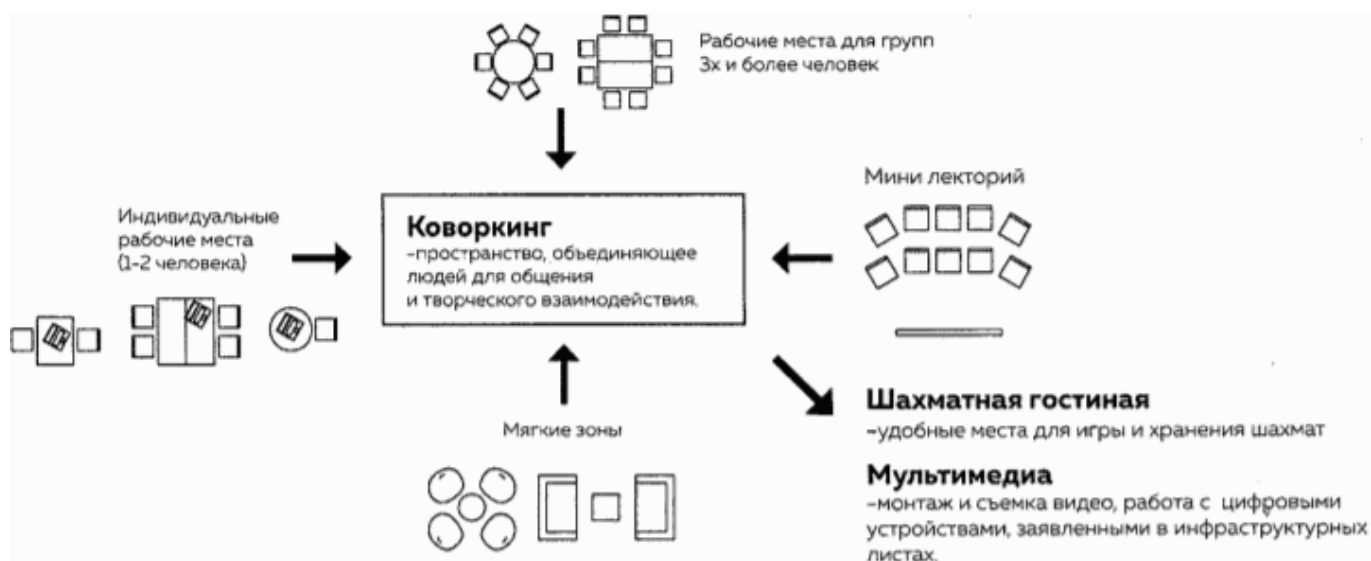 Рабочие места для групп
3х и более человек
Мини лекторий
Индивидуальные
рабочие места
(1-2 человека)
Коворкинг
-пространство, объединяющее
людей для общения
и творческого взаимодействия.
Мягкие зоны
Шахматная гостиная
-удобные места для игры и хранения шахмат
Мультимедиа
-монтаж и съемка видео, работа с цифровыми
устройствами, заявленными в инфраструктурных
листах.